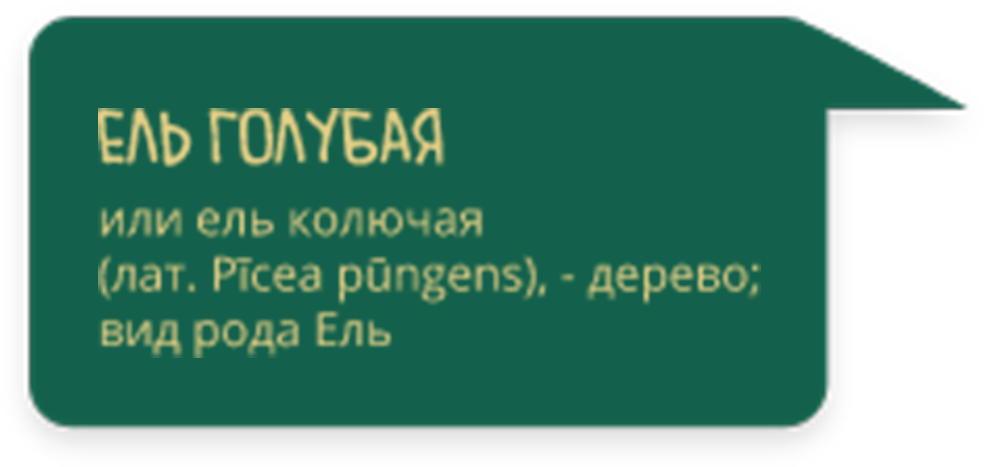 ЕЛЬ ГОЛУБАЯ
или ель колючая
(лат. Pīcea pūngens), - дерево;
вид рода Ель